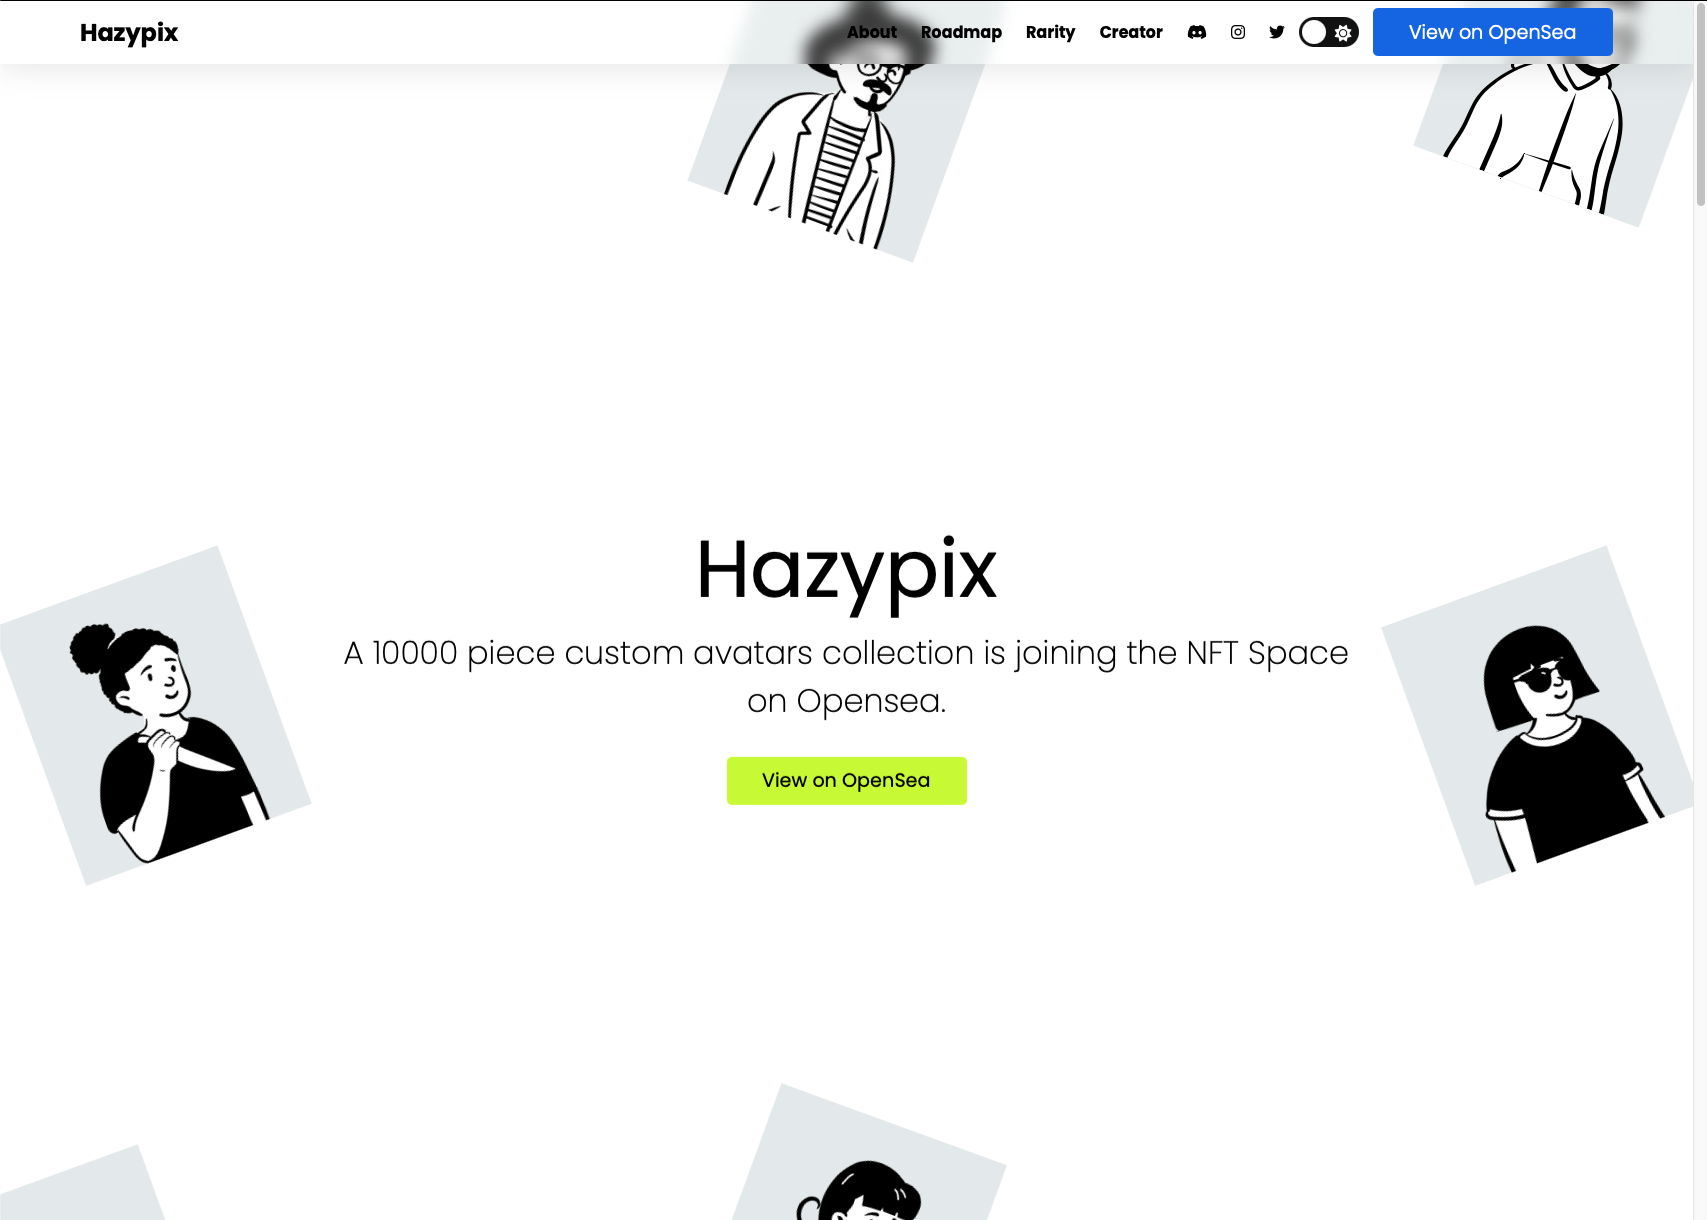 Hazypix About Roadmap Rarity Creator View on OpenSea
Hazypix
A 10000 piece custom avatars collection is joining the NFT Space
on Opensea.
View on OpenSea